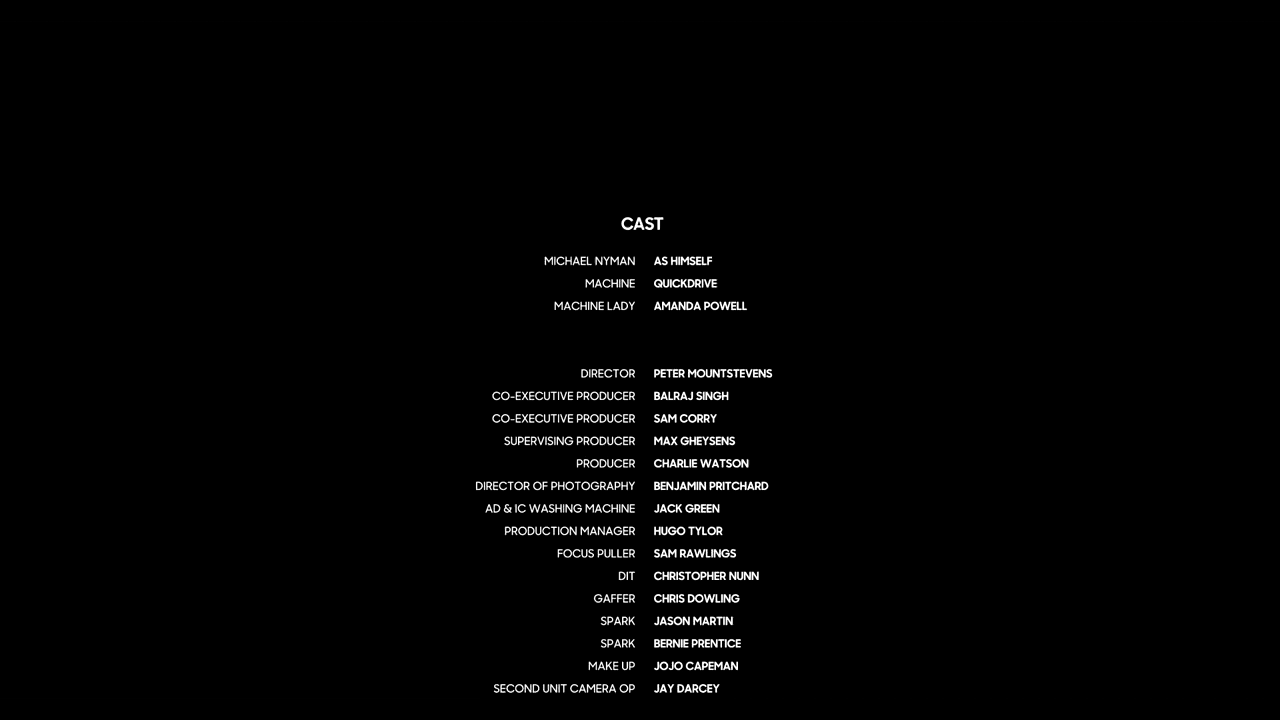 CAST
MICHAEL NYMAN AS HIMSELF
MACHINE QUICKDRIVE
MACHINE LADY AMANDA POWELL
DIRECTOR PETER MOUNTSTEVENS
CO-EXECUTIVE PRODUCER BALRAJ SINGH
CO-EXECUTIVE PRODUCER SAM CORRY
SUPERVISING PRODUCER MAX GHEYSENS
PRODUCER CHARLIE WATSON
DIRECTOR OF PHOTOGRAPHY BENJAMIN PRITCHARD
AD & IC WASHING MACHINE JACK GREEN
PRODUCTION MANAGER HUGO TYLOR
FOCUS PULLER SAM RAWLINGS
DIT CHRISTOPHER NUNN
GAFFER CHRIS DOWLING
SPARK JASON MARTIN
SPARK BERNIE PRENTICE
MAKE UP JOJO CAPEMAN
SECOND UNIT CAMERA OP JAY DARCEY